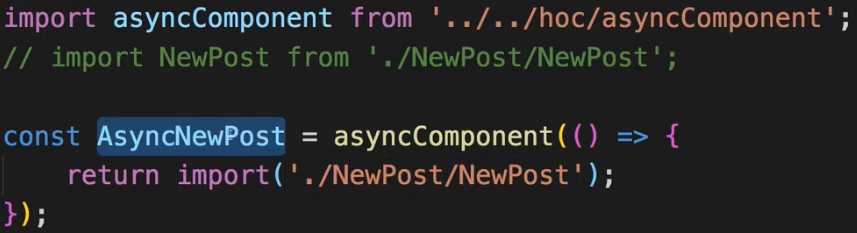 import asyncComponent from '../../hoc/asyncComponent';
// import NewPost from './NewPost/NewPost';
const AsyncNewPost = asyncComponent(() => {
return import('./NewPost/NewPost');
});